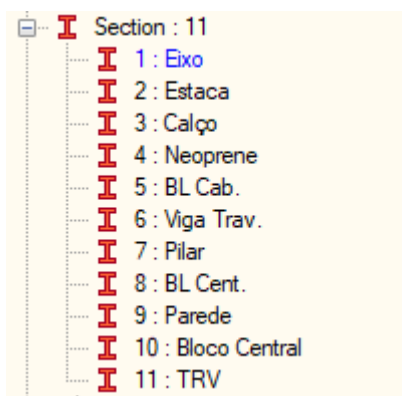 Section : 11
1 : Eixo
2 : Estaca
3 : Calço
4 : Neoprene
5 : BL Cab.
6 : Viga Trav.
7 : Pilar
8 : BL Cent.
9 : Parede
10 : Bloco Central
11 : TRV